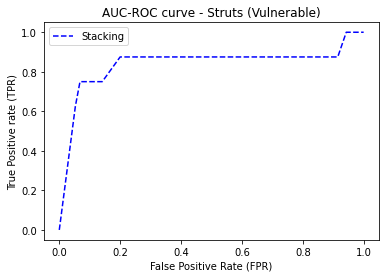 AUC-ROC curve - Struts (Vulnerable)
Stacking
True Positive rate (TPR)
1.0
0.8
0.6
0.4
0.2
0.0
0.0 0.2 0.4 0.6 0.8 1.0
False Positive Rate (FPR)